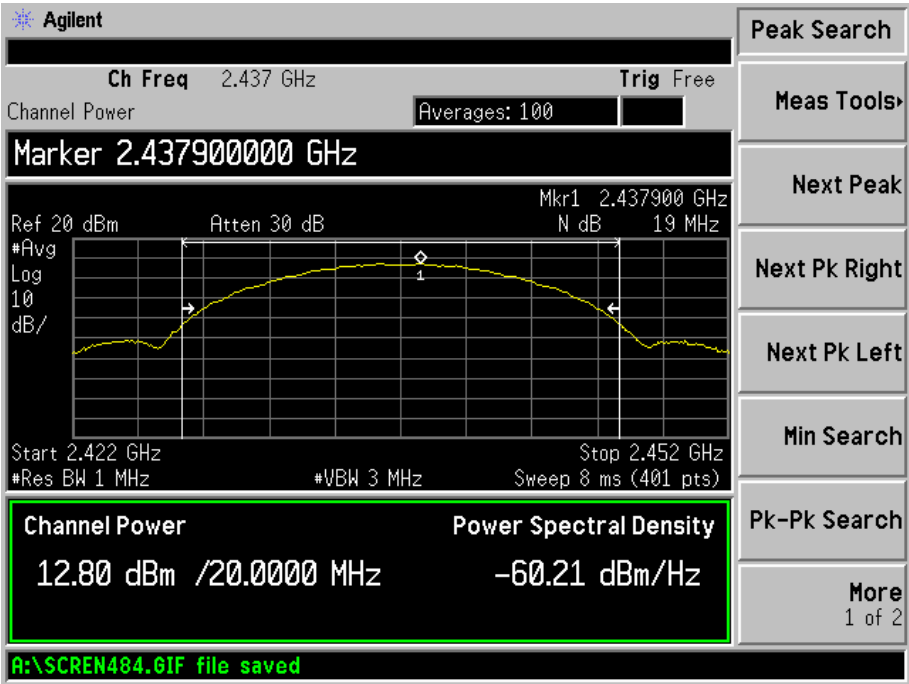 Agilent
Peak Search
Ch Freq 2.437 GHz Trig Free
Channel Power Averages: 100
Meas Tools
Marker 2.437900000 GHz
Mkr1 2.437900 GHz
Ref 20 dBm Atten 30 dB N dB 19 MHz
#Avg
Log
10
dB/
1
Start 2.422 GHz Stop 2.452 GHz
#Res BW 1 MHz #VBW 3 MHz Sweep 8 ms (401 pts)
Next Peak
Next Pk Right
Next Pk Left
Min Search
Pk-Pk Search
More
1 of 2
Channel Power Power Spectral Density
12.80 dBm /20.0000 MHz -60.21 dBm/Hz
A:\SCREN484.GIF file saved